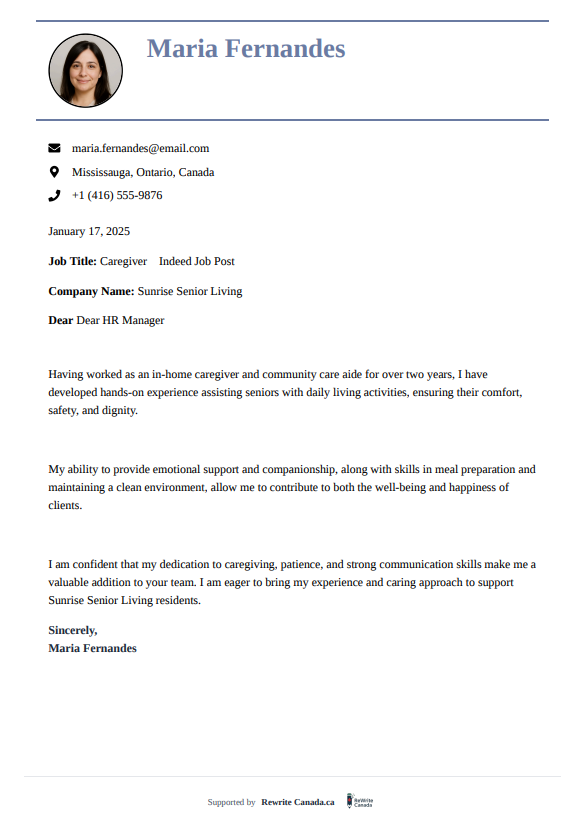 Maria Fernandes
maria.fernandes@email.com
Mississauga, Ontario, Canada
+1 (416) 555-9876
January 17, 2025
Job Title: Caregiver Indeed Job Post
Company Name: Sunrise Senior Living
Dear Dear HR Manager
Having worked as an in-home caregiver and community care aide for over two years, I have
developed hands-on experience assisting seniors with daily living activities, ensuring their comfort,
safety, and dignity.
My ability to provide emotional support and companionship, along with skills in meal preparation and
maintaining a clean environment, allow me to contribute to both the well-being and happiness of
clients.
I am confident that my dedication to caregiving, patience, and strong communication skills make me a
valuable addition to your team. I am eager to bring my experience and caring approach to support
Sunrise Senior Living residents.
Sincerely,
Maria Fernandes
Supported by Rewrite Canada.ca
ReWrite
Canada